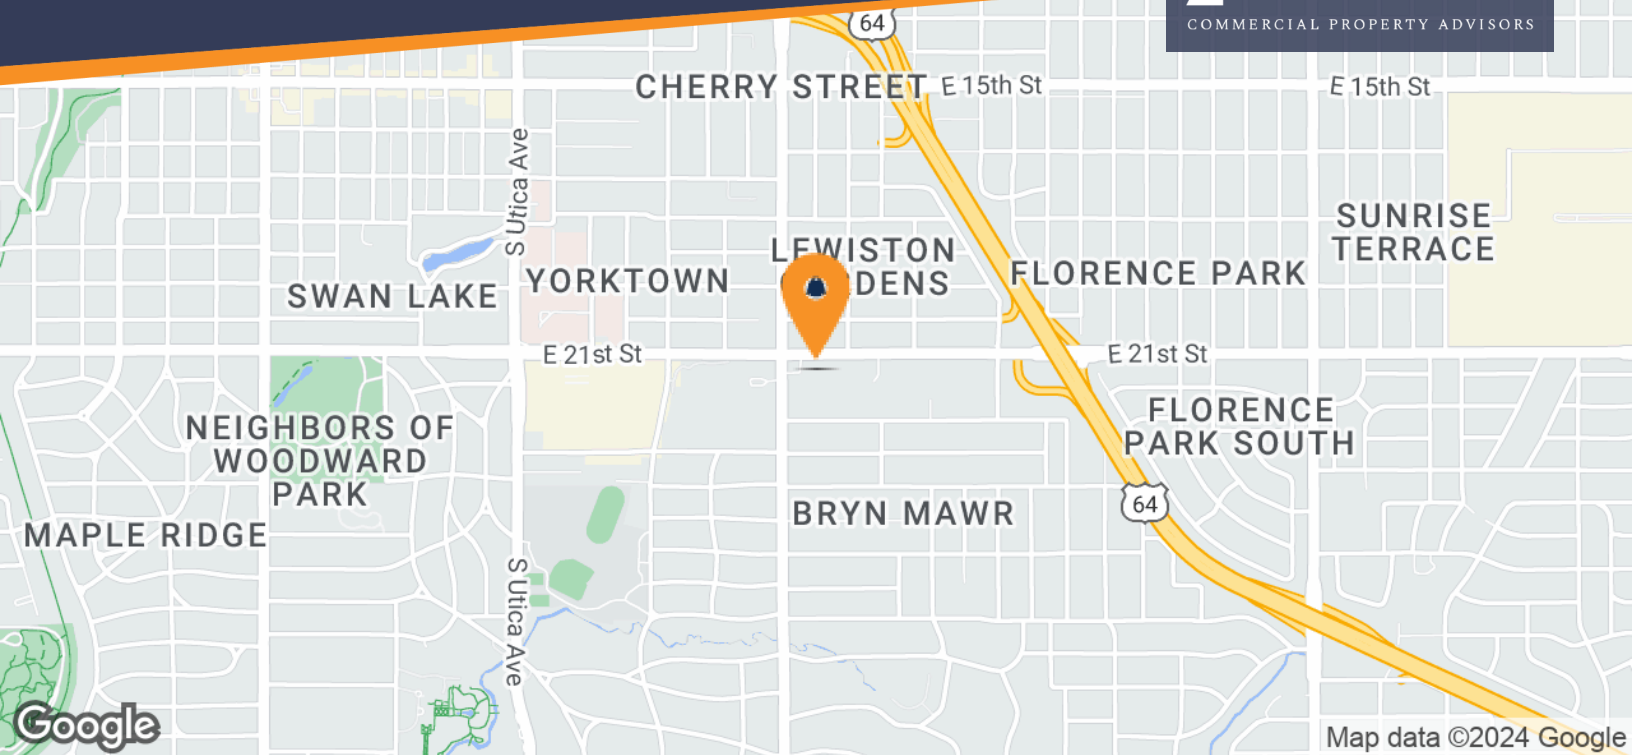 64
COMMERCIAL PROPERTY ADVISORS
CHERRY STREET
E 15th St
E 15th St
S Utica Ave
SUNRISE
TERRACE
LEWISTON
DENS
FLORENCE PARK
YORKTOWN
SWAN LAKE
E 21st St
E 21st St
FLORENCE
PARK SOUTH
NEIGHBORS OF
WOODWARD
PARK
64
BRYN MAWR
MAPLE RIDGE
S Utica Ave
Google
Map data ©2024 Google